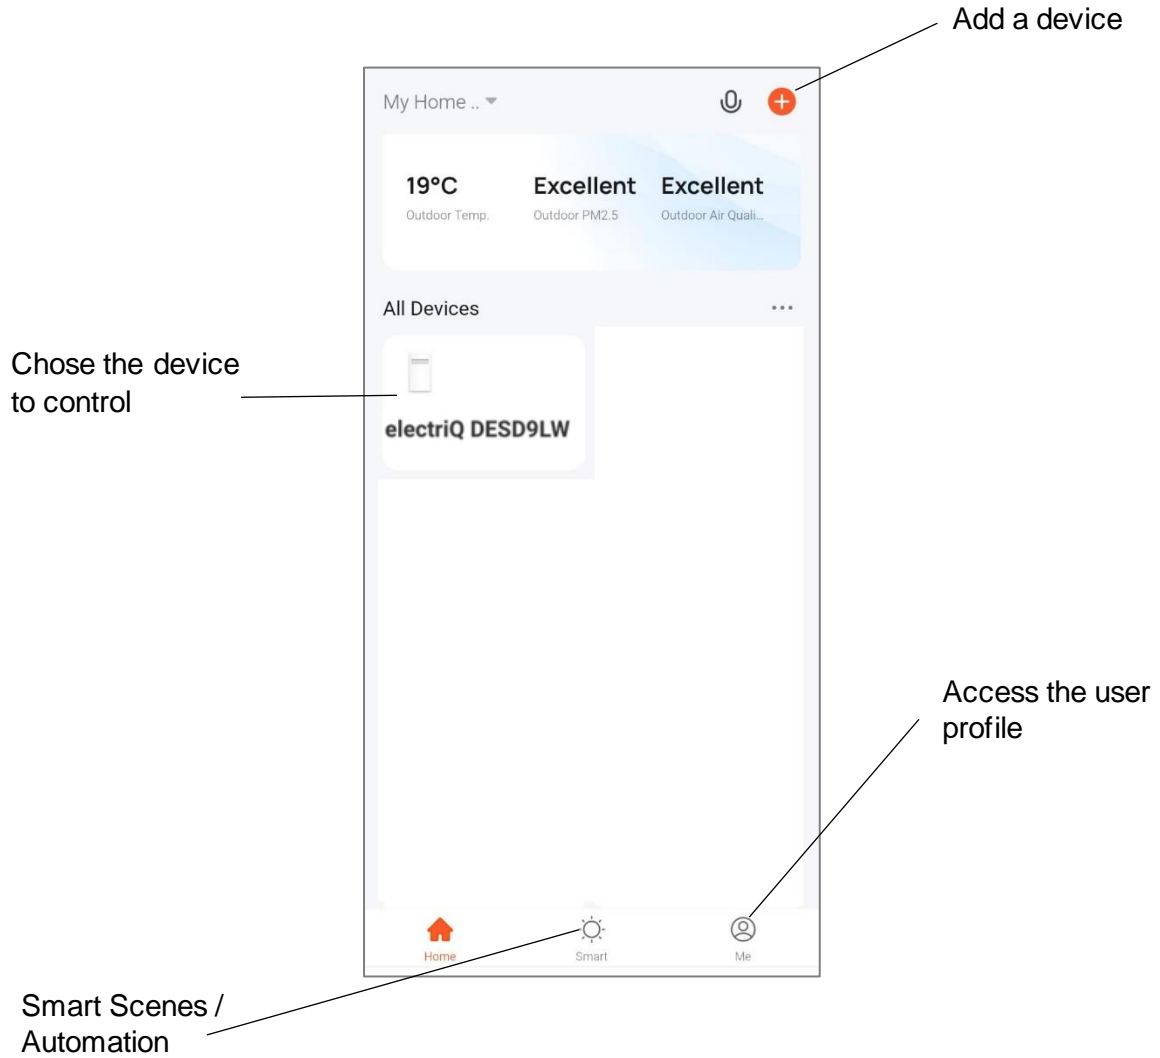 Add a device
My Home ..
19°C
Excellent
Excellent
Outdoor Temp.
Outdoor PM2.5
Outdoor Air Quali...
All Devices
Chose the device
to control
electriQ DESD9LW
Access the user
profile
Home
Smart
Me
Smart Scenes /
Automation